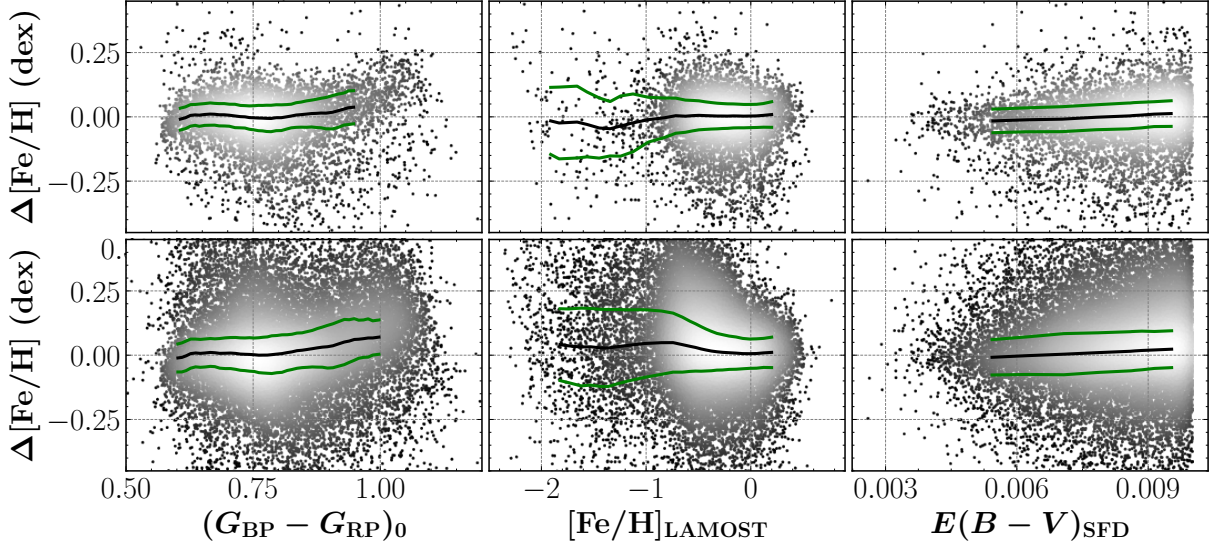 Δ[Fe/H] (dex)
0.25
0.00
−0.25
Δ[Fe/H] (dex)
0.
0.25
0.00
−0.25
0.50 0.75 1.00 −2 −1 0 0.003 0.006 0.009
(G_BP − G_RP)_0 [Fe/H]_LAMOST E(B − V)_SFD